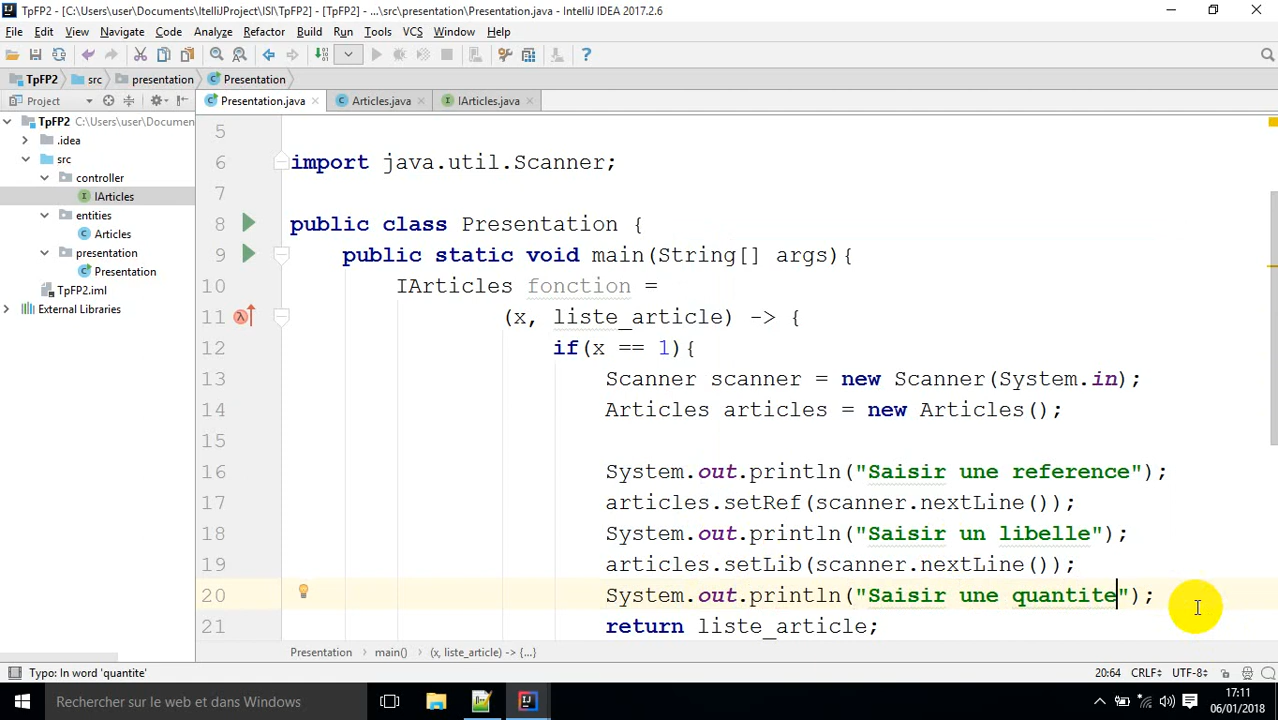 TpFP2 - [C:\Users\user\Documents\ItelliJProject\ISI\TpFP2] - [TpFP2] - ...\src\presentation\Presentation.java - IntelliJ IDEA 2017.2.6
File Edit View Navigate Code Analyze Refactor Build Run Tools VCS Window Help
TpFP2 src presentation Presentation
Project
Presentation.java Articles.java IArticles.java
TpFP2 C:\Users\user\Documen
.idea
src
controller
IArticles
entities
Articles
presentation
Presentation
TpFP2.iml
External Libraries
5
6 import java.util.Scanner;
7
8 public class Presentation {
9 public static void main(String[] args){
10 IArticles fonction =
11 (x, liste_article) -> {
12 if(x == 1){
13 Scanner scanner = new Scanner(System.in);
14 Articles articles = new Articles();
15
16 System.out.println("Saisir une reference");
17 articles.setRef(scanner.nextLine());
18 System.out.println("Saisir un libelle");
19 articles.setLib(scanner.nextLine());
20 System.out.println("Saisir une quantite");
21 return liste_article;
Presentation main() (x, liste_article) -> {...}
Typo: In word 'quantite' 20:64 CRLF UTF-8
Rechercher sur le web et dans Windows
17:11
06/01/2018